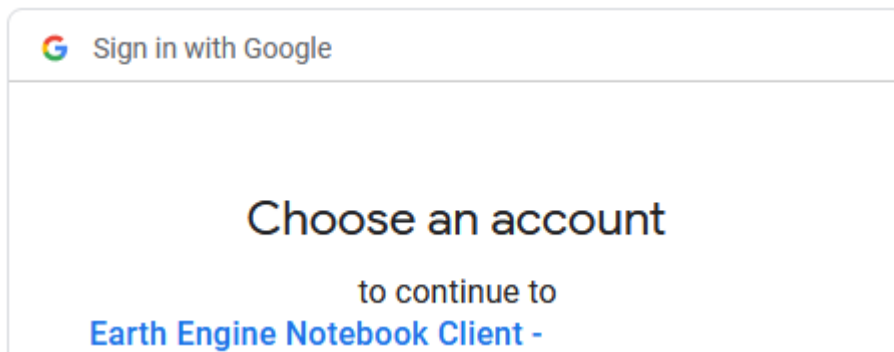 Sign in with Google
Choose an account
to continue to
Earth Engine Notebook Client -